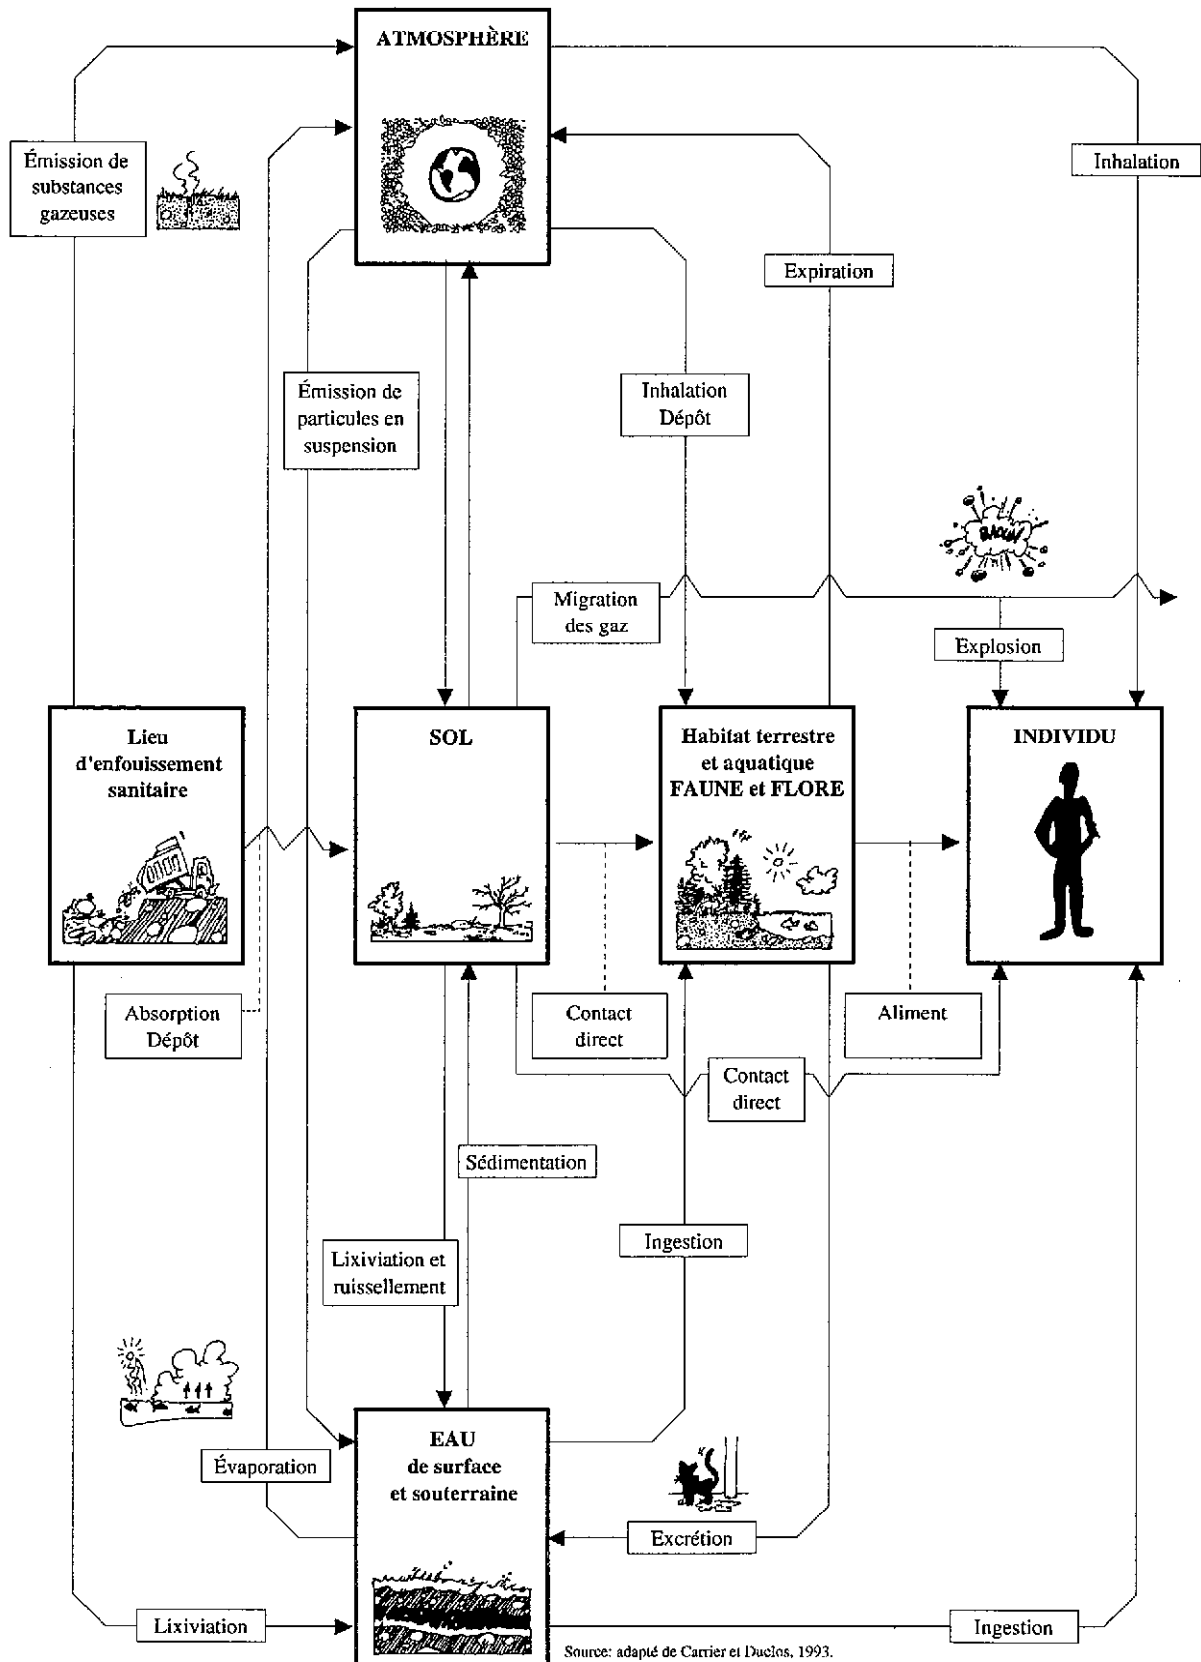 ATMOSPHÈRE
Émission de
substances
gazeuses
Inhalation
Expiration
Émission de
particules en
suspension
Inhalation
Dépôt
BAOUM!
Migration
des gaz
Explosion
Lieu
d'enfouissement
sanitaire
SOL
Habitat terrestre
et aquatique
FAUNE et FLORE
INDIVIDU
Absorption
Dépôt
Contact
direct
Aliment
Contact
direct
Sédimentation
Ingestion
Lixiviation et
ruissellement
EAU
de surface
et souterraine
Évaporation
Excrétion
Lixiviation
Ingestion
Source: adapté de Carrier et Duclos, 1993.